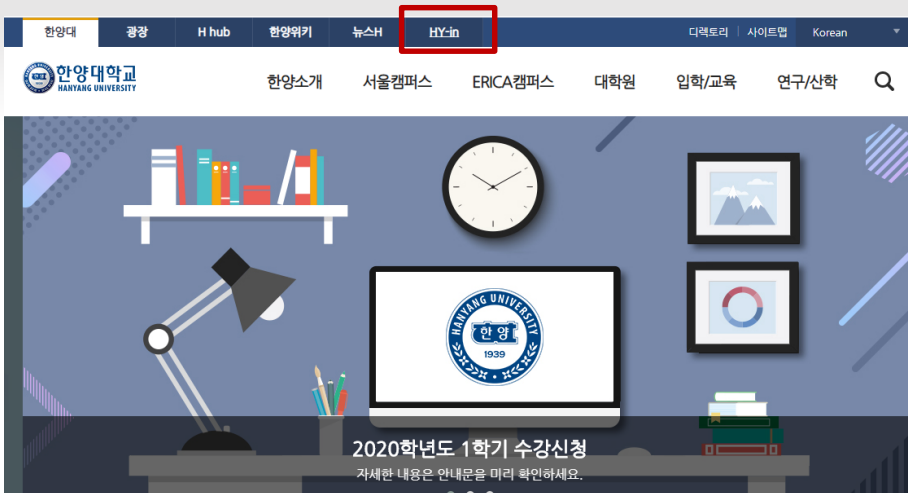 한양대 광장 H hub 한양위키 뉴스H HY-in 디렉토리 사이트맵 Korean
한양대학교
HANYANG UNIVERSITY
한양소개 서울캠퍼스 ERICA캠퍼스 대학원 입학/교육 연구/산학
HANYANG UNIVERSITY
한양
1939
2020학년도 1학기 수강신청
자세한 내용은 안내문을 미리 확인하세요.